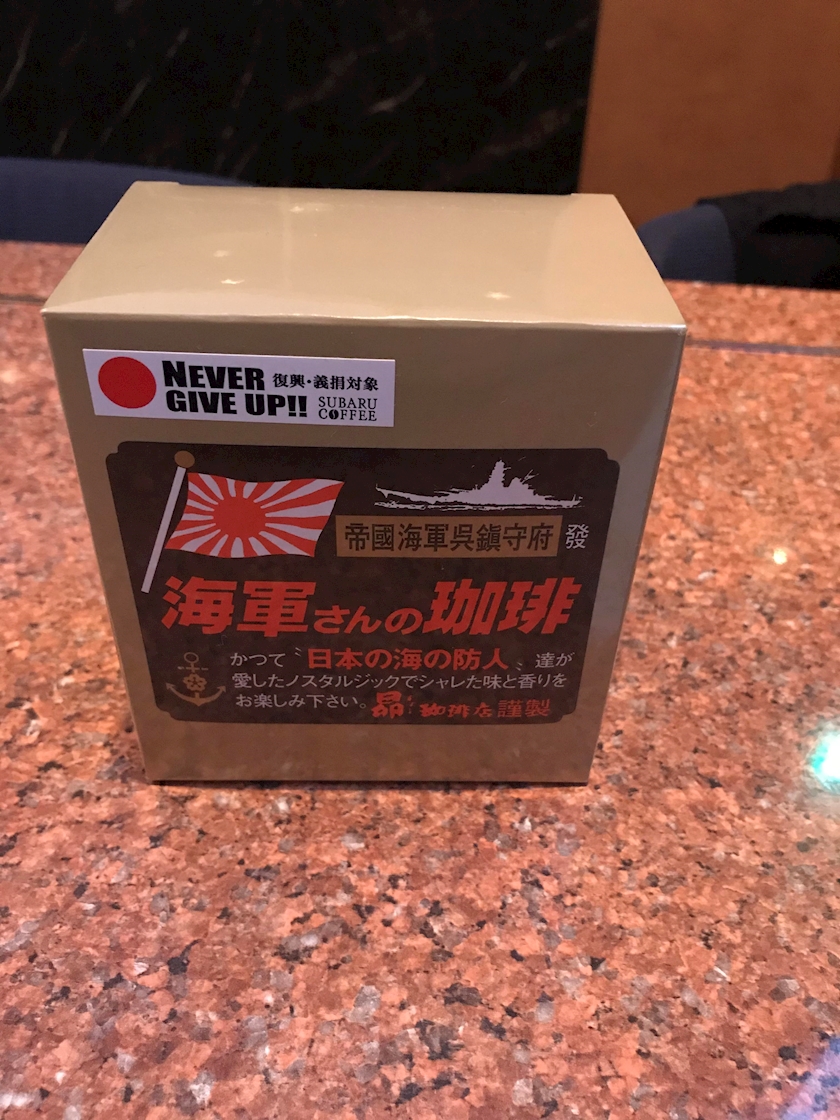 NEVER 復興・義捐対象
GIVE UP!! SUBARU COFFEE
帝國海軍呉鎮守府 發
海軍さんの珈琲
かつて〝日本の海の防人〟達が
愛したノスタルジックでシャレた味と香りを
お楽しみ下さい。昴珈琲店謹製